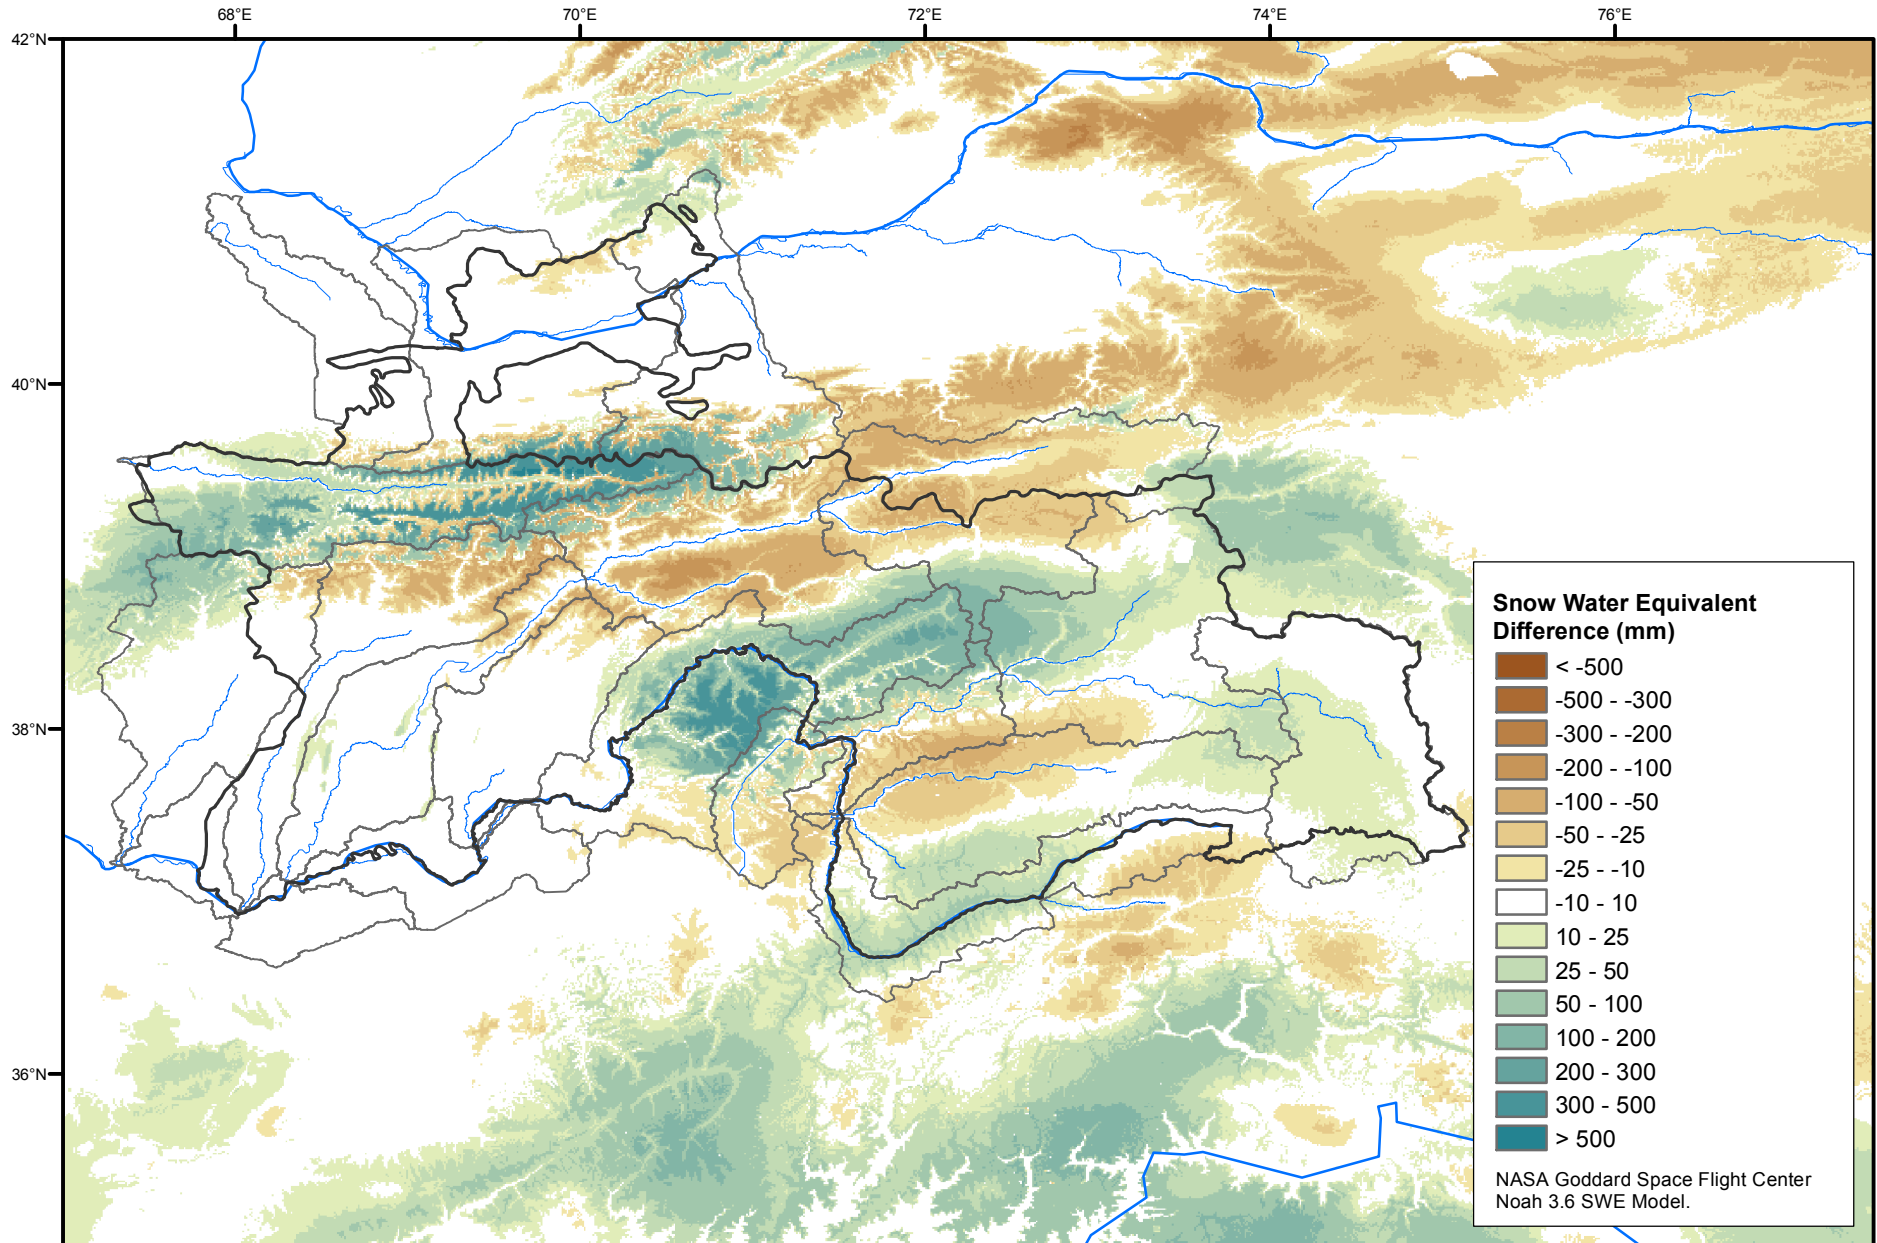 68°E 70°E 72°E 74°E 76°E
42°N
40°N
38°N
36°N
Snow Water Equivalent
Difference (mm)
< -500
-500 - -300
-300 - -200
-200 - -100
-100 - -50
-50 - -25
-25 - -10
-10 - 10
10 - 25
25 - 50
50 - 100
100 - 200
200 - 300
300 - 500
> 500
NASA Goddard Space Flight Center
Noah 3.6 SWE Model.